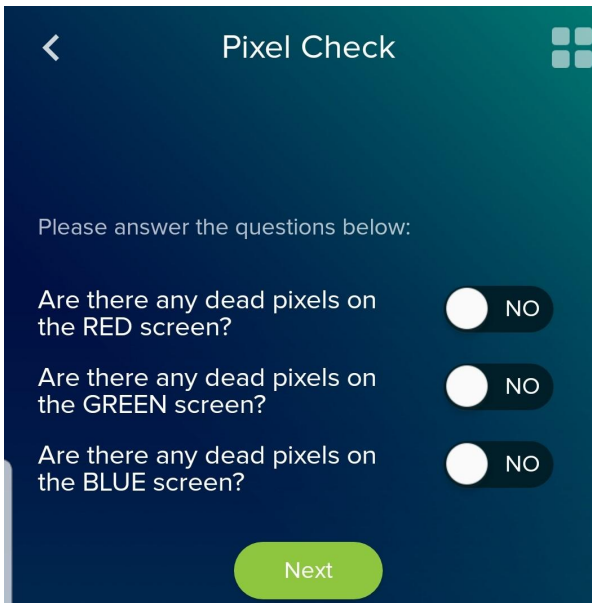 Pixel Check
Please answer the questions below:
Are there any dead pixels on
the RED screen?
NO
Are there any dead pixels on
the GREEN screen?
NO
Are there any dead pixels on
the BLUE screen?
NO
Next